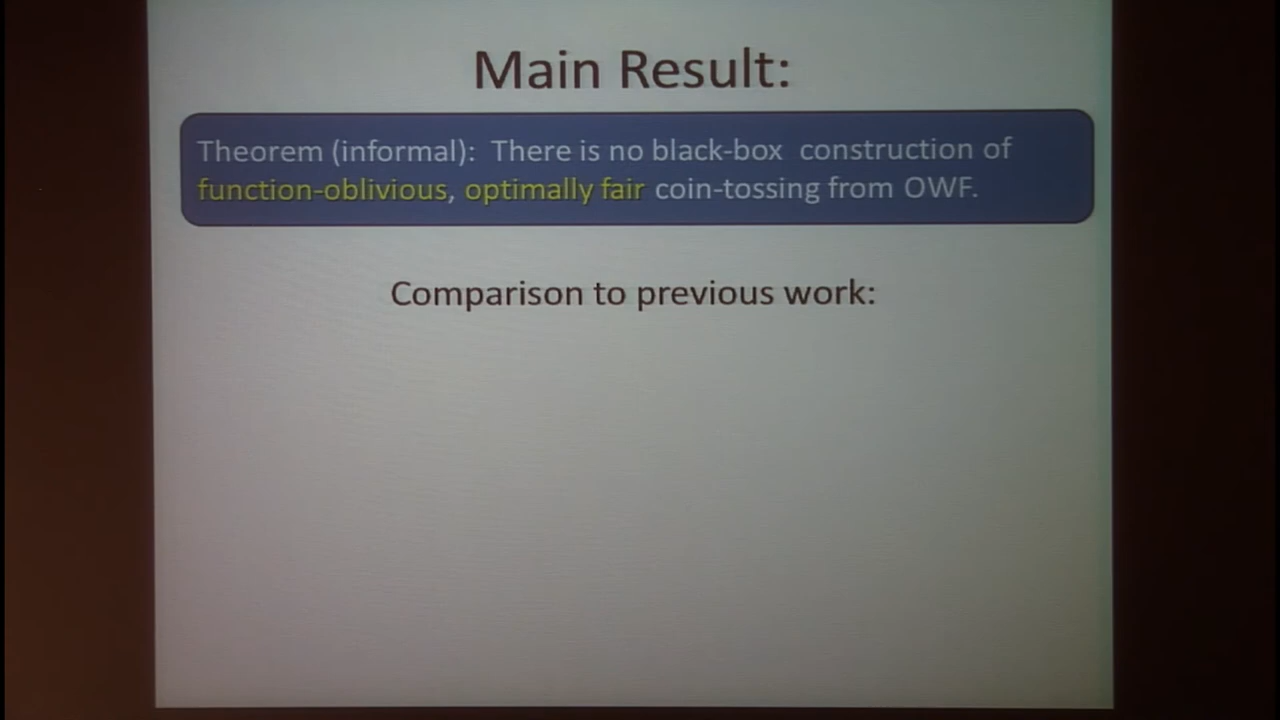 Main Result:
Theorem (informal): There is no black-box construction of
function-oblivious, optimally fair coin-tossing from OWF.
Comparison to previous work: